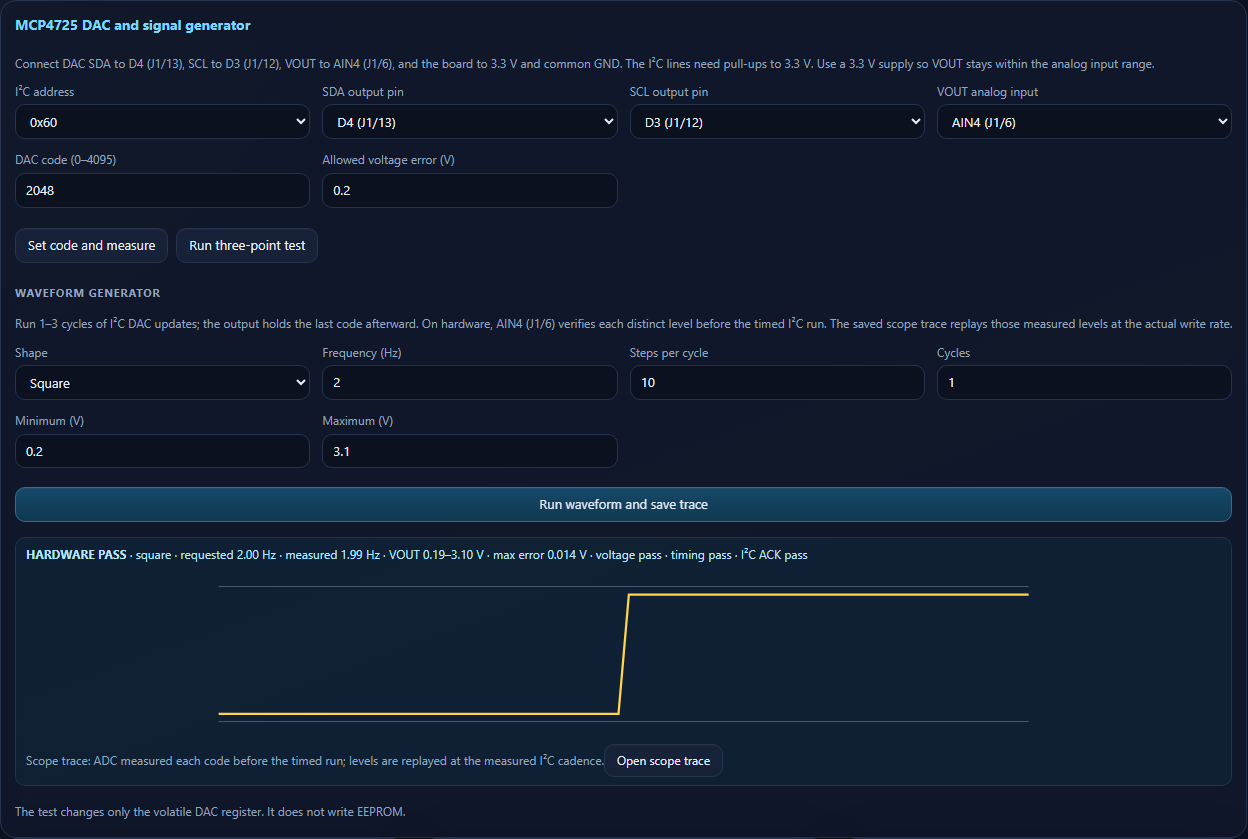 MCP4725 DAC and signal generator
Connect DAC SDA to D4 (J1/13), SCL to D3 (J1/12), VOUT to AIN4 (J1/6), and the board to 3.3 V and common GND. The I²C lines need pull-ups to 3.3 V. Use a 3.3 V supply so VOUT stays within the analog input range.
I²C address SDA output pin SCL output pin VOUT analog input
0x60 D4 (J1/13) D3 (J1/12) AIN4 (J1/6)
DAC code (0–4095) Allowed voltage error (V)
2048 0.2
Set code and measure Run three-point test
WAVEFORM GENERATOR
Run 1–3 cycles of I²C DAC updates; the output holds the last code afterward. On hardware, AIN4 (J1/6) verifies each distinct level before the timed I²C run. The saved scope trace replays those measured levels at the actual write rate.
Shape Frequency (Hz) Steps per cycle Cycles
Square 2 10 1
Minimum (V) Maximum (V)
0.2 3.1
Run waveform and save trace
HARDWARE PASS · square · requested 2.00 Hz · measured 1.99 Hz · VOUT 0.19–3.10 V · max error 0.014 V · voltage pass · timing pass · I²C ACK pass
Scope trace: ADC measured each code before the timed run; levels are replayed at the measured I²C cadence. Open scope trace
The test changes only the volatile DAC register. It does not write EEPROM.